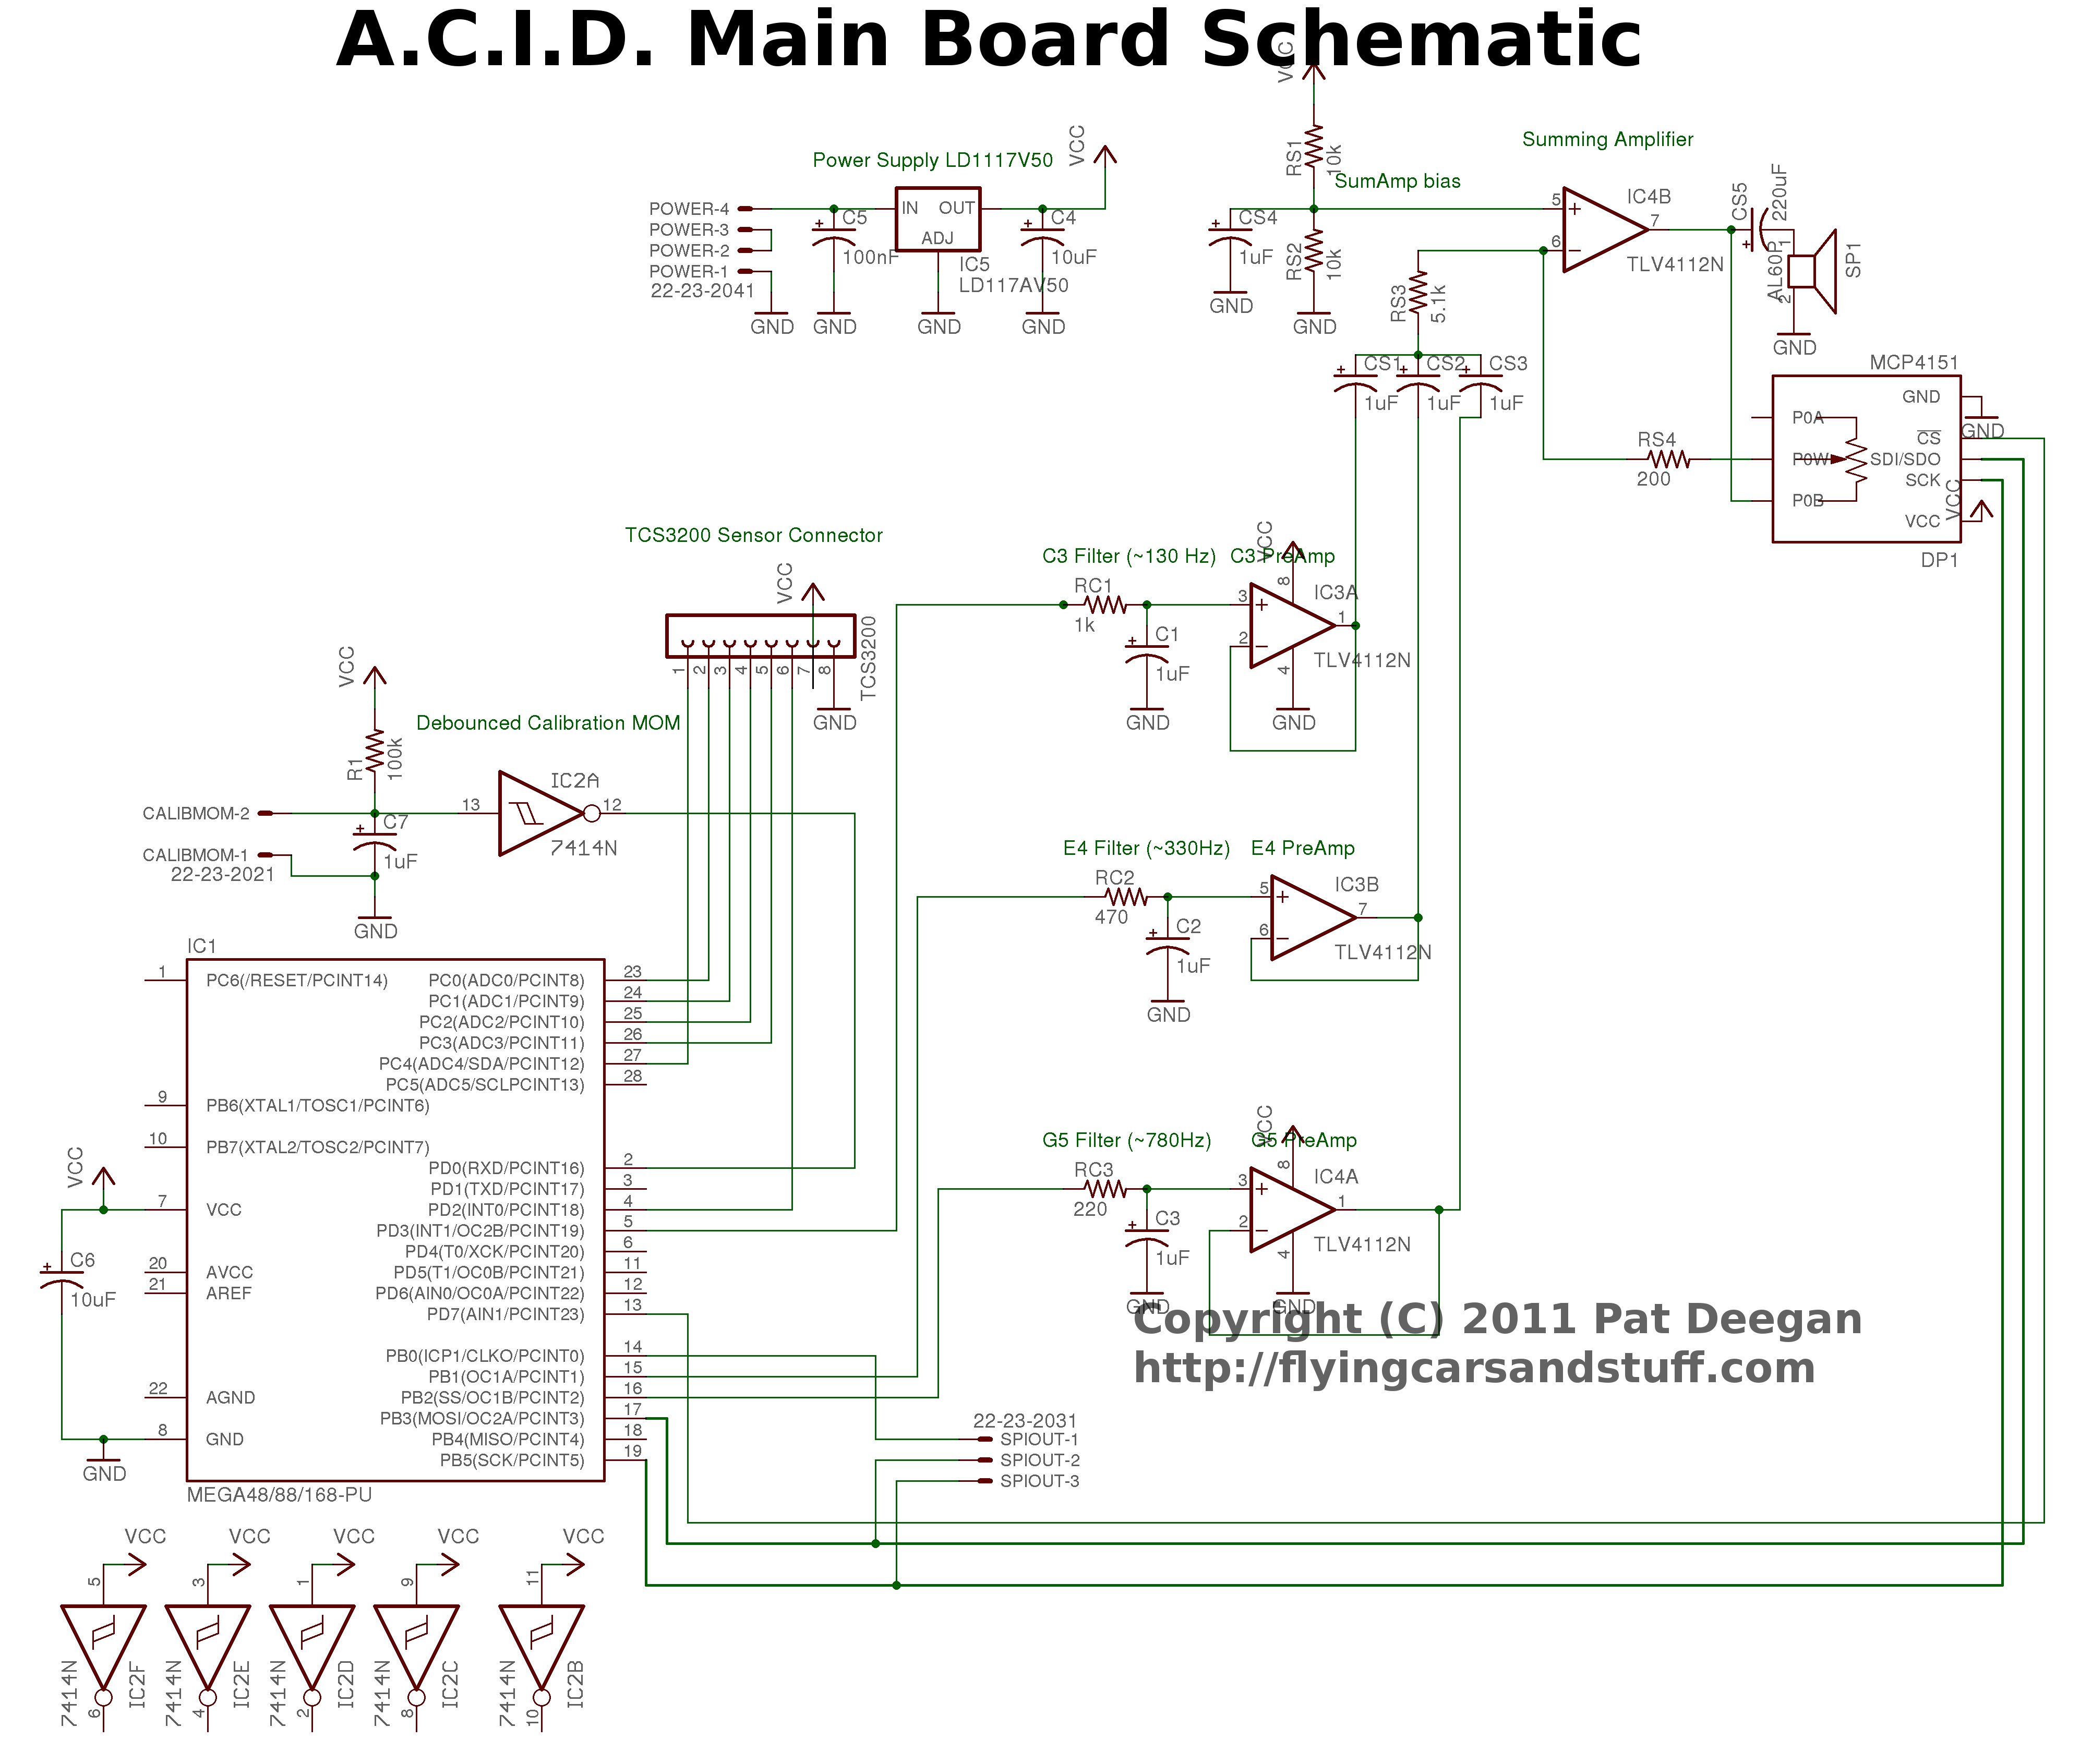 A.C.I.D. Main Board Schematic
VCC
Power Supply LD1117V50
VCC
POWER-4
POWER-3
POWER-2
POWER-1
22-23-2041
IN OUT
ADJ
C5
100nF
IC5
LD117AV50
C4
10uF
GND
GND
GND
GND
RS1
10k
SumAmp bias
CS4
1uF
GND
RS2
10k
GND
Summing Amplifier
5
6
7
IC4B
TLV4112N
CS5
220uF
AL60P
1
2
SP1
GND
RS3
5.1k
CS1
1uF
CS2
1uF
CS3
1uF
RS4
200
MCP4151
P0A
P0W
P0B
GND
CS
SDI/SDO
SCK
VCC
GND
VCC
DP1
TCS3200 Sensor Connector
VCC
1 2 3 4 5 6 7 8
TCS3200
GND
C3 Filter (~130 Hz)
C3 PreAmp
VCC
RC1
1k
C1
1uF
GND
3
2
1
8
4
IC3A
TLV4112N
GND
VCC
R1
100k
Debounced Calibration MOM
CALIBMOM-2
CALIBMOM-1
22-23-2021
C7
1uF
GND
13
12
IC2A
7414N
E4 Filter (~330Hz)
E4 PreAmp
RC2
470
C2
1uF
GND
5
6
7
IC3B
TLV4112N
IC1
1 PC6(/RESET/PCINT14)
9 PB6(XTAL1/TOSC1/PCINT6)
10 PB7(XTAL2/TOSC2/PCINT7)
7 VCC
20 AVCC
21 AREF
22 AGND
8 GND
PC0(ADC0/PCINT8) 23
PC1(ADC1/PCINT9) 24
PC2(ADC2/PCINT10) 25
PC3(ADC3/PCINT11) 26
PC4(ADC4/SDA/PCINT12) 27
PC5(ADC5/SCLPCINT13) 28
PD0(RXD/PCINT16) 2
PD1(TXD/PCINT17) 3
PD2(INT0/PCINT18) 4
PD3(INT1/OC2B/PCINT19) 5
PD4(T0/XCK/PCINT20) 6
PD5(T1/OC0B/PCINT21) 11
PD6(AIN0/OC0A/PCINT22) 12
PD7(AIN1/PCINT23) 13
PB0(ICP1/CLKO/PCINT0) 14
PB1(OC1A/PCINT1) 15
PB2(SS/OC1B/PCINT2) 16
PB3(MOSI/OC2A/PCINT3) 17
PB4(MISO/PCINT4) 18
PB5(SCK/PCINT5) 19
MEGA48/88/168-PU
VCC
C6
10uF
GND
G5 Filter (~780Hz)
G5 PreAmp
VCC
RC3
220
C3
1uF
GND
3
2
1
8
4
IC4A
TLV4112N
GND
Copyright (C) 2011 Pat Deegan
http://flyingcarsandstuff.com
22-23-2031
SPIOUT-1
SPIOUT-2
SPIOUT-3
VCC
5
7414N
6
IC2F
VCC
3
7414N
4
IC2E
VCC
1
7414N
2
IC2D
VCC
9
7414N
8
IC2C
VCC
11
7414N
10
IC2B